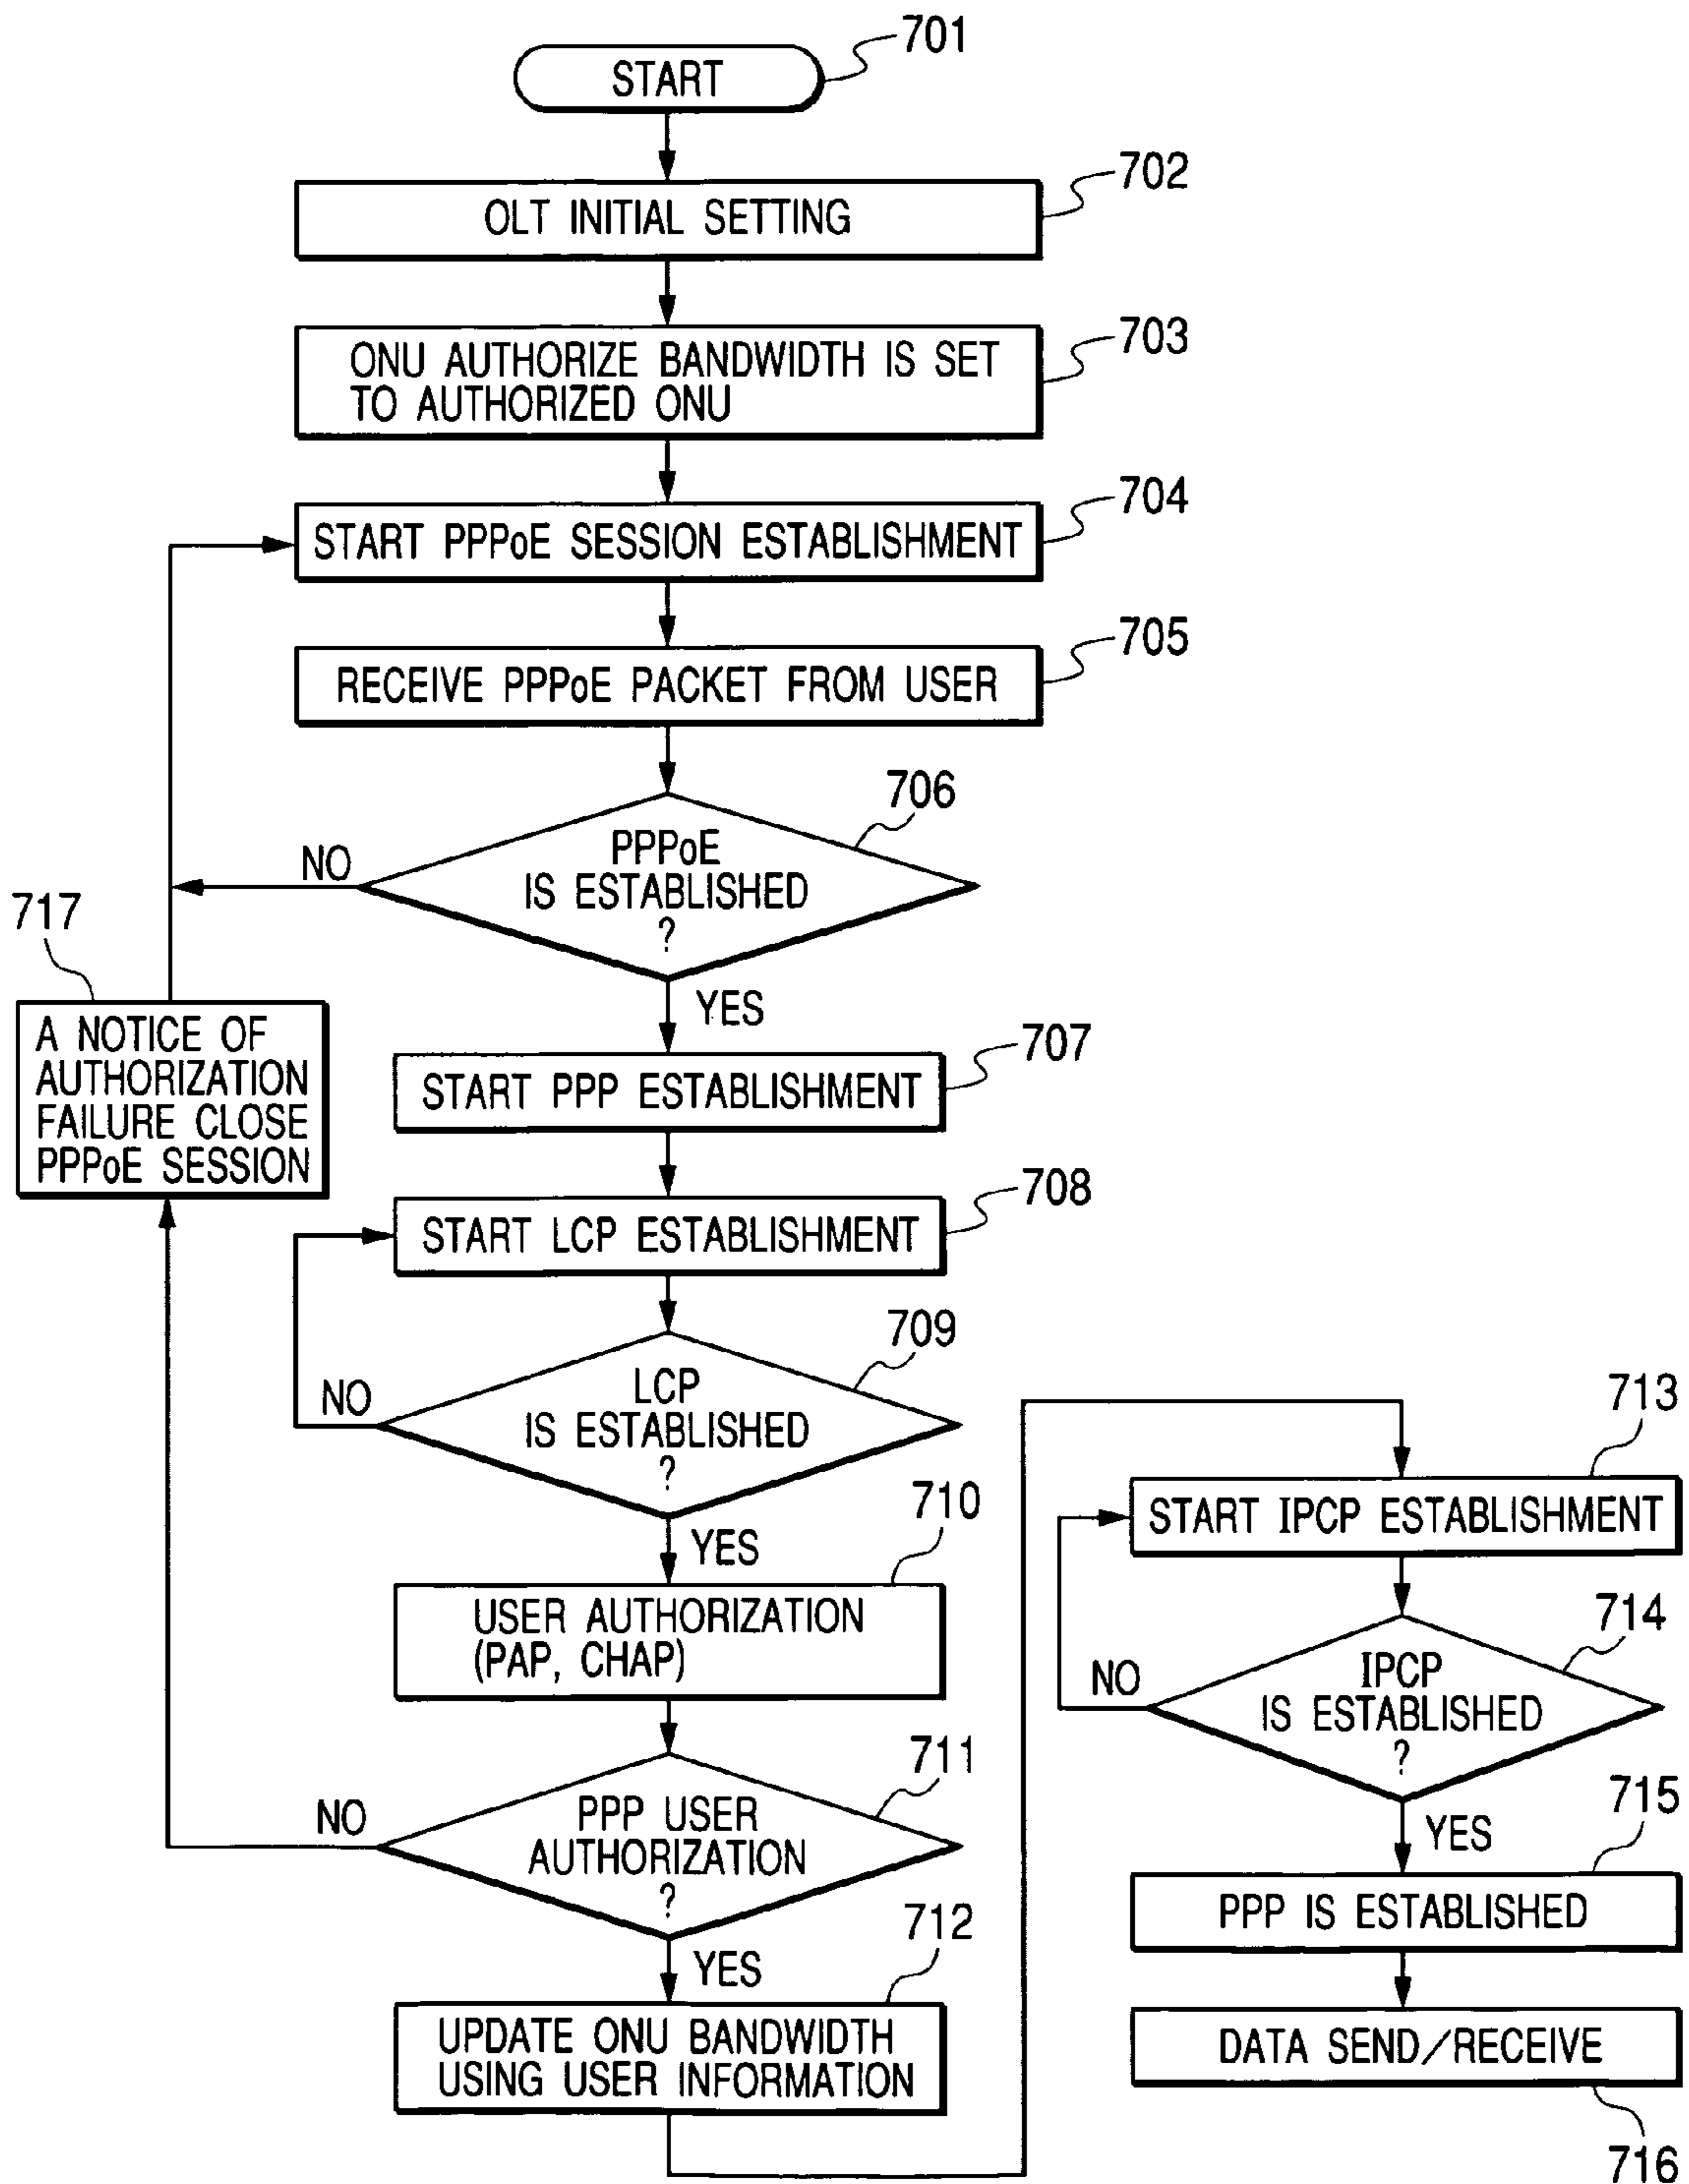 701
START
702
OLT INITIAL SETTING
703
ONU AUTHORIZE BANDWIDTH IS SET
TO AUTHORIZED ONU
704
START PPPoE SESSION ESTABLISHMENT
705
RECEIVE PPPoE PACKET FROM USER
706
PPPoE
IS ESTABLISHED
?
NO
YES
717
A NOTICE OF
AUTHORIZATION
FAILURE CLOSE
PPPoE SESSION
707
START PPP ESTABLISHMENT
708
START LCP ESTABLISHMENT
709
LCP
IS ESTABLISHED
?
NO
YES
710
USER AUTHORIZATION
(PAP, CHAP)
711
PPP USER
AUTHORIZATION
?
NO
YES
712
UPDATE ONU BANDWIDTH
USING USER INFORMATION
713
START IPCP ESTABLISHMENT
714
IPCP
IS ESTABLISHED
?
NO
YES
715
PPP IS ESTABLISHED
DATA SEND/RECEIVE
716